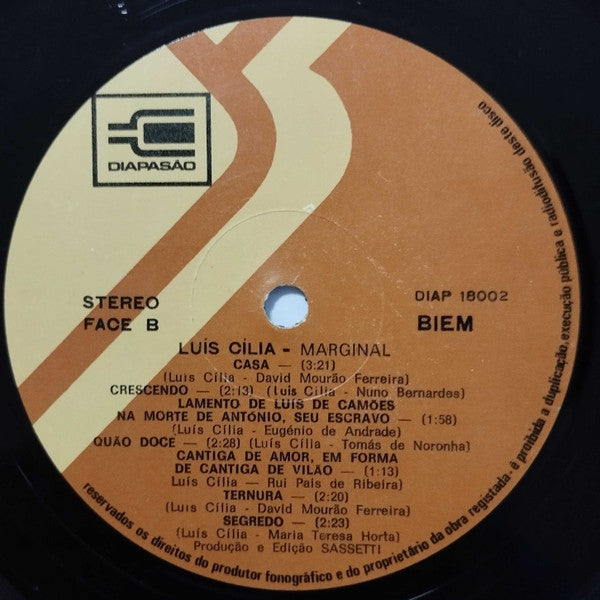 DIAPASÃO
STEREO
FACE B
DIAP 18002
BIEM
LUÍS CÍLIA - MARGINAL
CASA — (3:21)
(Luís Cília - David Mourão Ferreira)
CRESCENDO — (2:13) (Luís Cília - Nuno Bernardes)
LAMENTO DE LUÍS DE CAMÕES
NA MORTE DE ANTÓNIO, SEU ESCRAVO — (1:58)
(Luís Cília - Eugénio de Andrade)
QUÃO DOCE — (2:28) (Luís Cília - Tomás de Noronha)
CANTIGA DE AMOR, EM FORMA
DE CANTIGA DE VILÃO — (1:13)
Luís Cília — Rui Pais de Ribeira)
TERNURA — (2:20)
(Luís Cília - David Mourão Ferreira)
SEGREDO — (2:23)
(Luís Cília - Maria Teresa Horta)
Produção e Edição SASSETTI
reservados os direitos do produtor fonográfico e do proprietário da obra registada - é proibida a duplicação, execução pública e radiodifusão deste disco